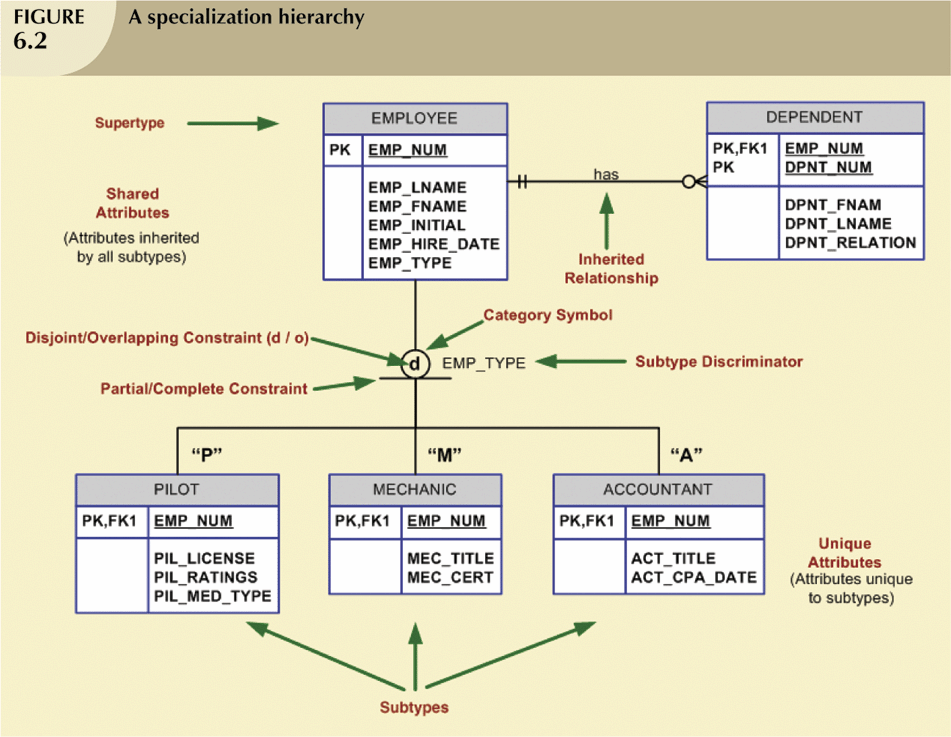 FIGURE
6.2
A specialization hierarchy
Supertype
EMPLOYEE
PK EMP_NUM
EMP_LNAME
EMP_FNAME
EMP_INITIAL
EMP_HIRE_DATE
EMP_TYPE
has
DEPENDENT
PK,FK1 EMP_NUM
PK DPNT_NUM
DPNT_FNAM
DPNT_LNAME
DPNT_RELATION
Shared
Attributes
(Attributes inherited
by all subtypes)
Inherited
Relationship
Category Symbol
Disjoint/Overlapping Constraint (d / o)
d
EMP_TYPE
Subtype Discriminator
Partial/Complete Constraint
“P”
“M”
“A”
PILOT
PK,FK1 EMP_NUM
PIL_LICENSE
PIL_RATINGS
PIL_MED_TYPE
MECHANIC
PK,FK1 EMP_NUM
MEC_TITLE
MEC_CERT
ACCOUNTANT
PK,FK1 EMP_NUM
ACT_TITLE
ACT_CPA_DATE
Unique
Attributes
(Attributes unique
to subtypes)
Subtypes